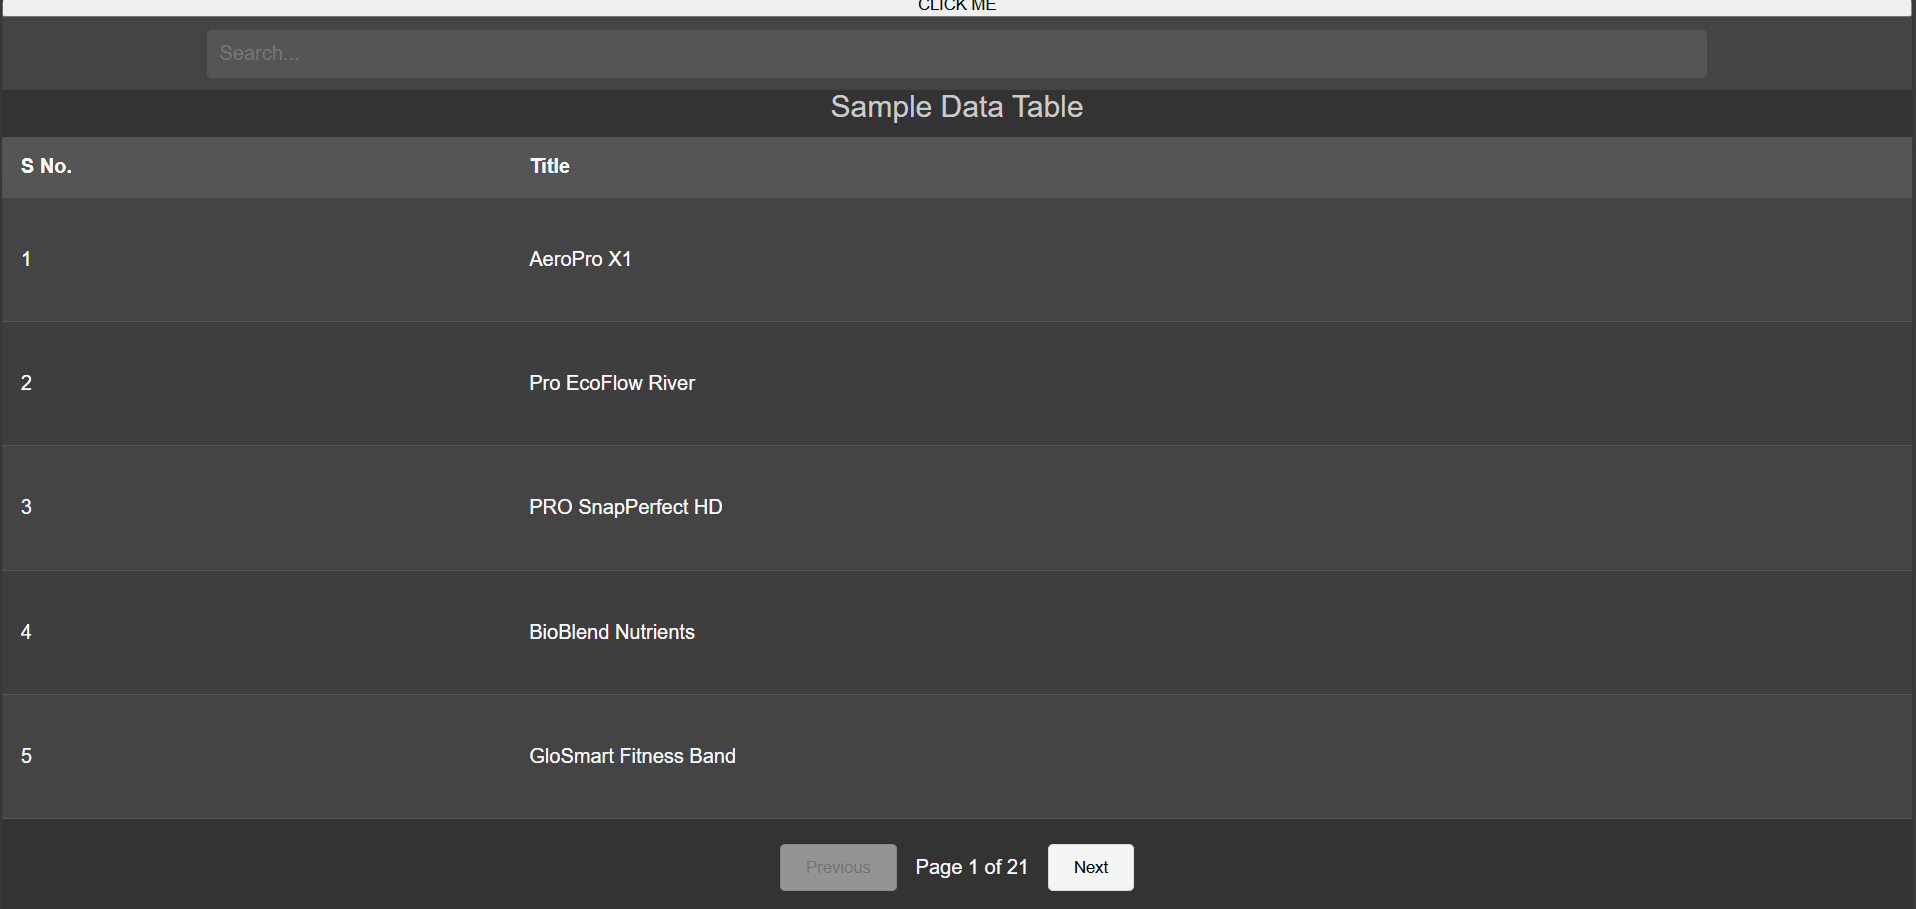 CLICK ME
Search...
Sample Data Table
S No. Title
1 AeroPro X1
2 Pro EcoFlow River
3 PRO SnapPerfect HD
4 BioBlend Nutrients
5 GloSmart Fitness Band
Previous Page 1 of 21 Next